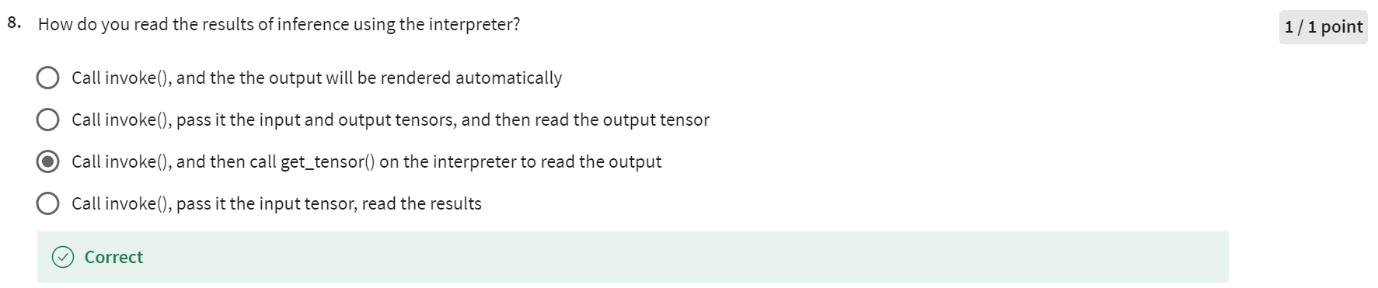 8. How do you read the results of inference using the interpreter?
1 / 1 point
Call invoke(), and the the output will be rendered automatically
Call invoke(), pass it the input and output tensors, and then read the output tensor
Call invoke(), and then call get_tensor() on the interpreter to read the output
Call invoke(), pass it the input tensor, read the results
Correct